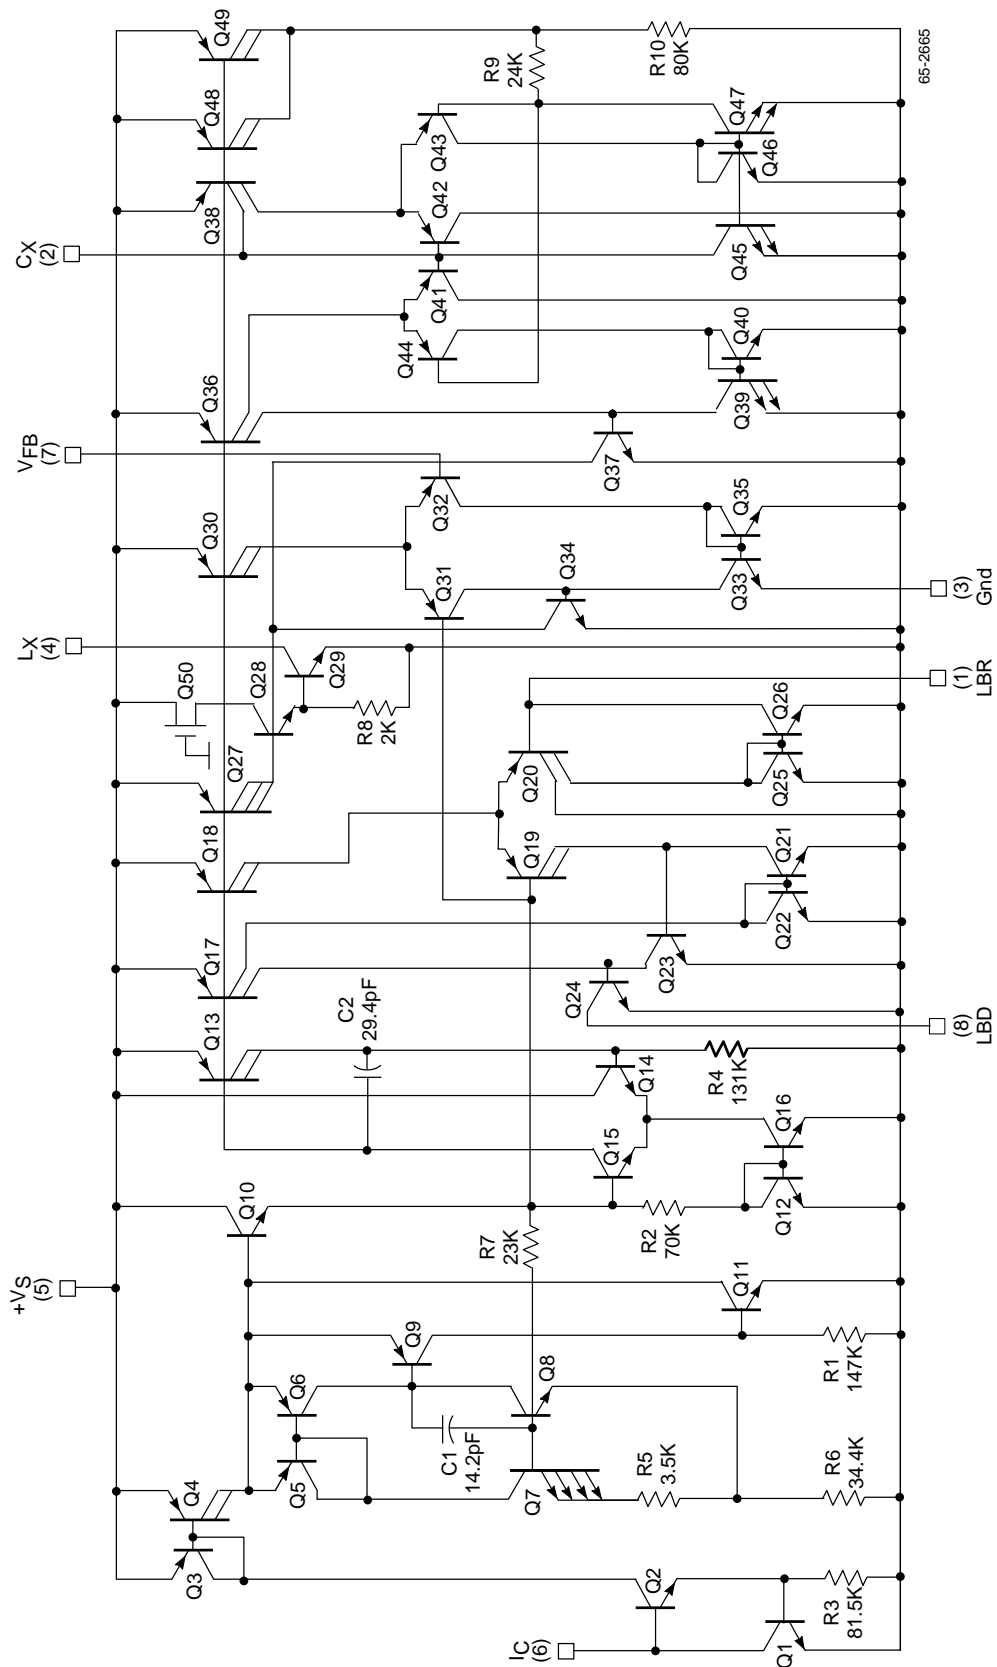 +VS
(5)
LX
(4)
VFB
(7)
CX
(2)
Q3
Q4
Q5
Q6
Q9
Q10
Q13
Q17
Q18
Q27
Q50
Q28
Q29
R8
2K
Q30
Q36
Q38
Q48
Q49
C1
14.2pF
Q7
Q8
R7
23K
C2
29.4pF
Q19
Q20
Q31
Q32
Q44
Q41
Q42
Q43
R9
24K
R10
80K
IC
(6)
Q2
Q1
R3
81.5K
R5
3.5K
R6
34.4K
Q11
R1
147K
R2
70K
Q12
Q16
Q15
Q14
R4
131K
Q24
Q23
Q22
Q21
Q25
Q26
Q34
Q33
Q35
Q37
Q39
Q40
Q45
Q46
Q47
(8)
LBD
(1)
LBR
(3)
Gnd
65-2665